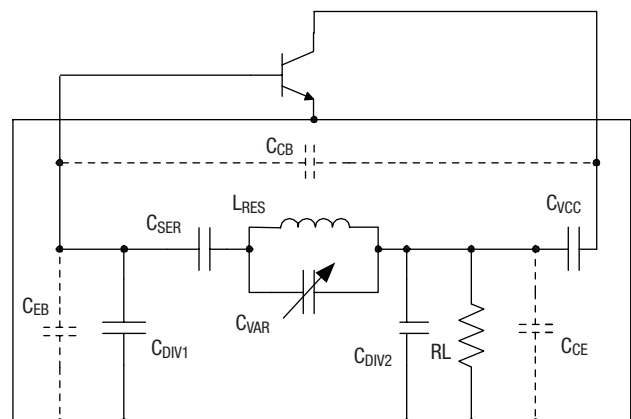 CCB
LRES
CVCC
CSER
CEB
CVAR
CDIV1
CDIV2
RL
CCE